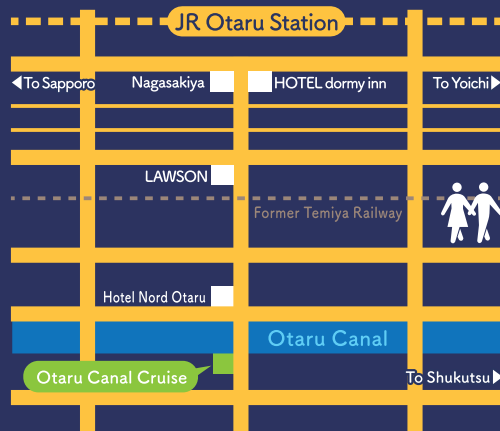 JR Otaru Station
To Sapporo
Nagasakiya
HOTEL dormy inn
To Yoichi
LAWSON
Former Temiya Railway
Hotel Nord Otaru
Otaru Canal
Otaru Canal Cruise
To Shukutsu